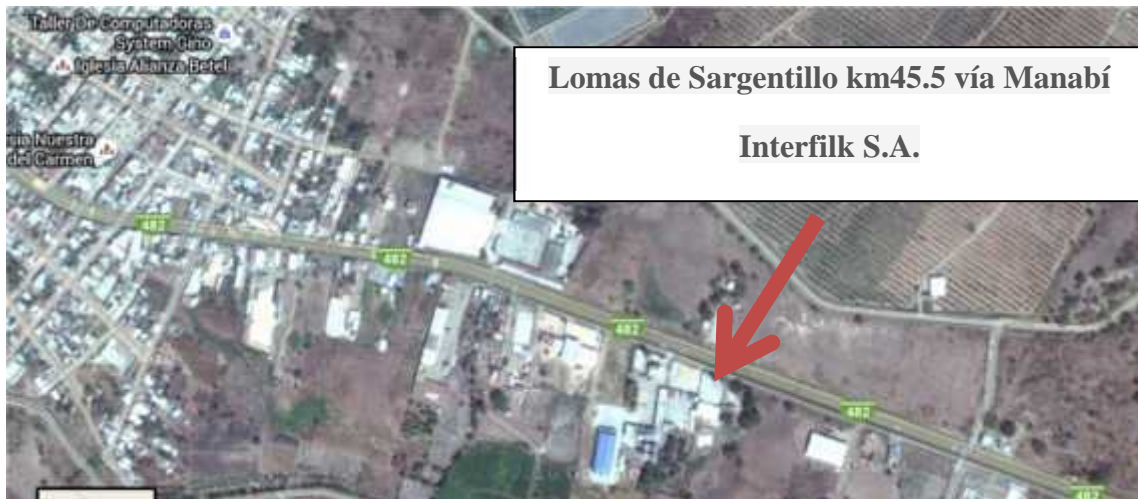 Taller De Computadoras
System Gino
Iglesia Alianza Betel
Nuestra
del Carmen
Lomas de Sargentillo km45.5 vía Manabí
Interfilk S.A.
482
482
482
482
482